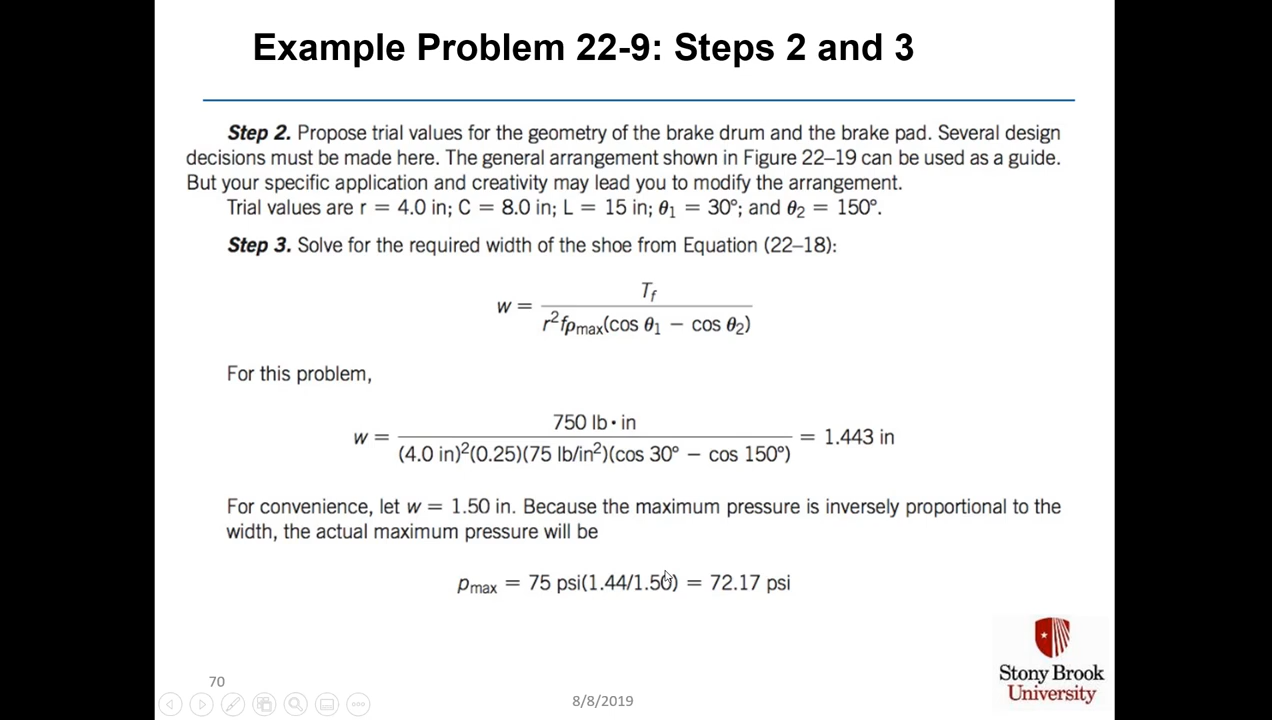 Example Problem 22-9: Steps 2 and 3
Step 2. Propose trial values for the geometry of the brake drum and the brake pad. Several design
decisions must be made here. The general arrangement shown in Figure 22–19 can be used as a guide.
But your specific application and creativity may lead you to modify the arrangement.
Trial values are r = 4.0 in; C = 8.0 in; L = 15 in; θ₁ = 30°; and θ₂ = 150°.
Step 3. Solve for the required width of the shoe from Equation (22–18):
w = T_f / r²fp_max(cos θ₁ − cos θ₂)
For this problem,
w = 750 lb · in / (4.0 in)²(0.25)(75 lb/in²)(cos 30° − cos 150°) = 1.443 in
For convenience, let w = 1.50 in. Because the maximum pressure is inversely proportional to the
width, the actual maximum pressure will be
p_max = 75 psi(1.44/1.50) = 72.17 psi
70
8/8/2019
Stony Brook
University